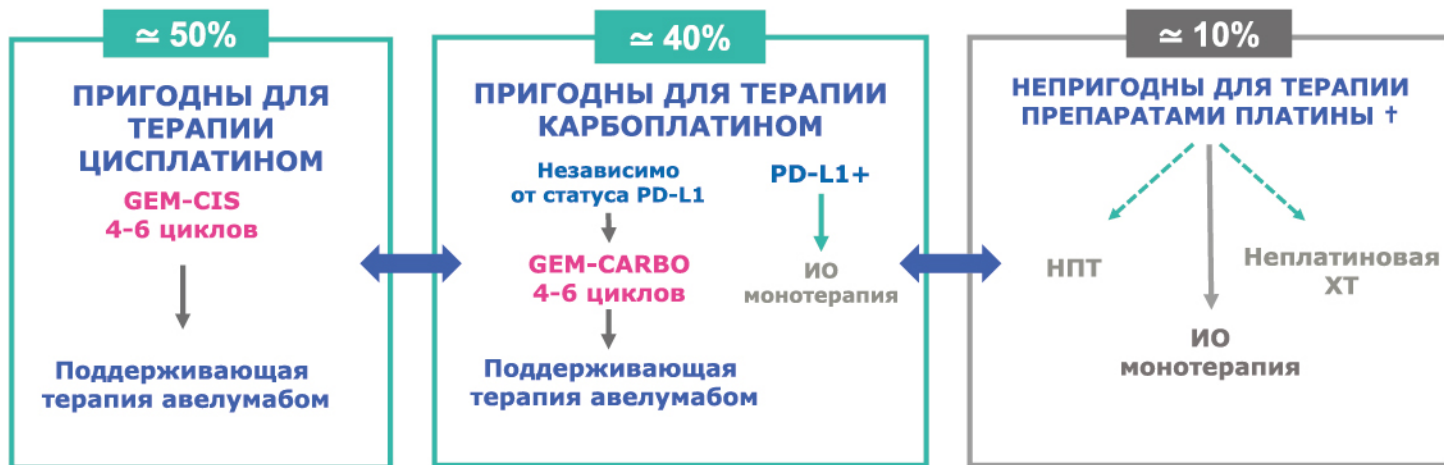 ≃ 50%
ПРИГОДНЫ ДЛЯ
ТЕРАПИИ
ЦИСПЛАТИНОМ
GEM-CIS
4-6 циклов
Поддерживающая
терапия авелумабом
≃ 40%
ПРИГОДНЫ ДЛЯ ТЕРАПИИ
КАРБОПЛАТИНОМ
Независимо
от статуса PD-L1
GEM-CARBO
4-6 циклов
Поддерживающая
терапия авелумабом
PD-L1+
ИО
монотерапия
≃ 10%
НЕПРИГОДНЫ ДЛЯ ТЕРАПИИ
ПРЕПАРАТАМИ ПЛАТИНЫ †
НПТ
ИО
монотерапия
Неплатиновая
ХТ